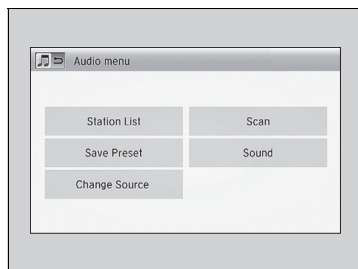 Audio menu
Station List
Scan
Save Preset
Sound
Change Source